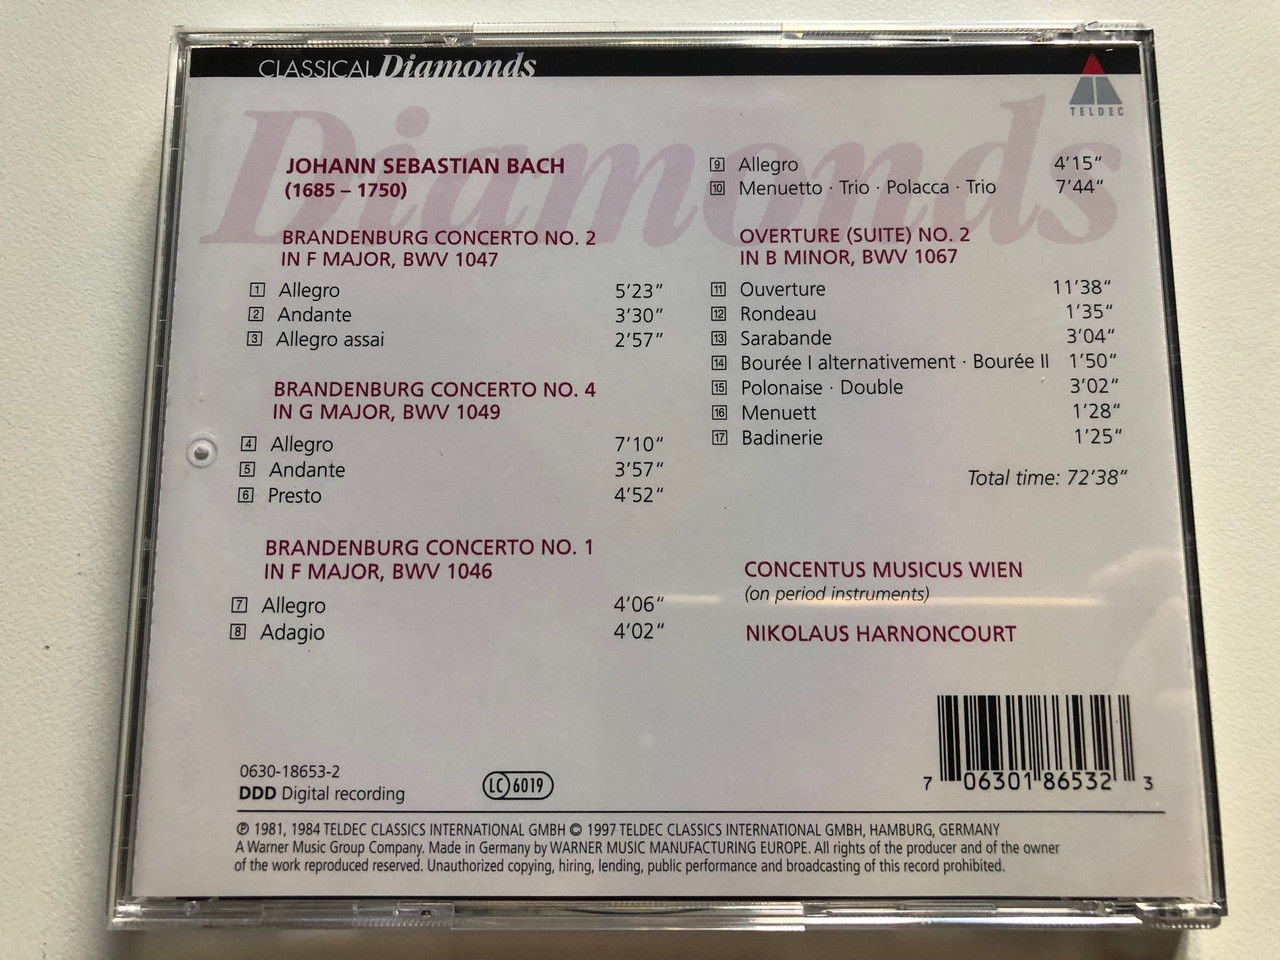 CLASSICAL Diamonds
TELDEC
Diamonds
JOHANN SEBASTIAN BACH
(1685 – 1750)
BRANDENBURG CONCERTO NO. 2
IN F MAJOR, BWV 1047
1 Allegro 5'23"
2 Andante 3'30"
3 Allegro assai 2'57"
BRANDENBURG CONCERTO NO. 4
IN G MAJOR, BWV 1049
4 Allegro 7'10"
5 Andante 3'57"
6 Presto 4'52"
BRANDENBURG CONCERTO NO. 1
IN F MAJOR, BWV 1046
7 Allegro 4'06"
8 Adagio 4'02"
9 Allegro 4'15"
10 Menuetto · Trio · Polacca · Trio 7'44"
OVERTURE (SUITE) NO. 2
IN B MINOR, BWV 1067
11 Ouverture 11'38"
12 Rondeau 1'35"
13 Sarabande 3'04"
14 Bourée I alternativement · Bourée II 1'50"
15 Polonaise · Double 3'02"
16 Menuett 1'28"
17 Badinerie 1'25"
Total time: 72'38"
CONCENTUS MUSICUS WIEN
(on period instruments)
NIKOLAUS HARNONCOURT
0630-18653-2
DDD Digital recording
LC 6019
7 06301 86532 3
℗ 1981, 1984 TELDEC CLASSICS INTERNATIONAL GMBH © 1997 TELDEC CLASSICS INTERNATIONAL GMBH, HAMBURG, GERMANY
A Warner Music Group Company. Made in Germany by WARNER MUSIC MANUFACTURING EUROPE. All rights of the producer and of the owner
of the work reproduced reserved. Unauthorized copying, hiring, lending, public performance and broadcasting of this record prohibited.